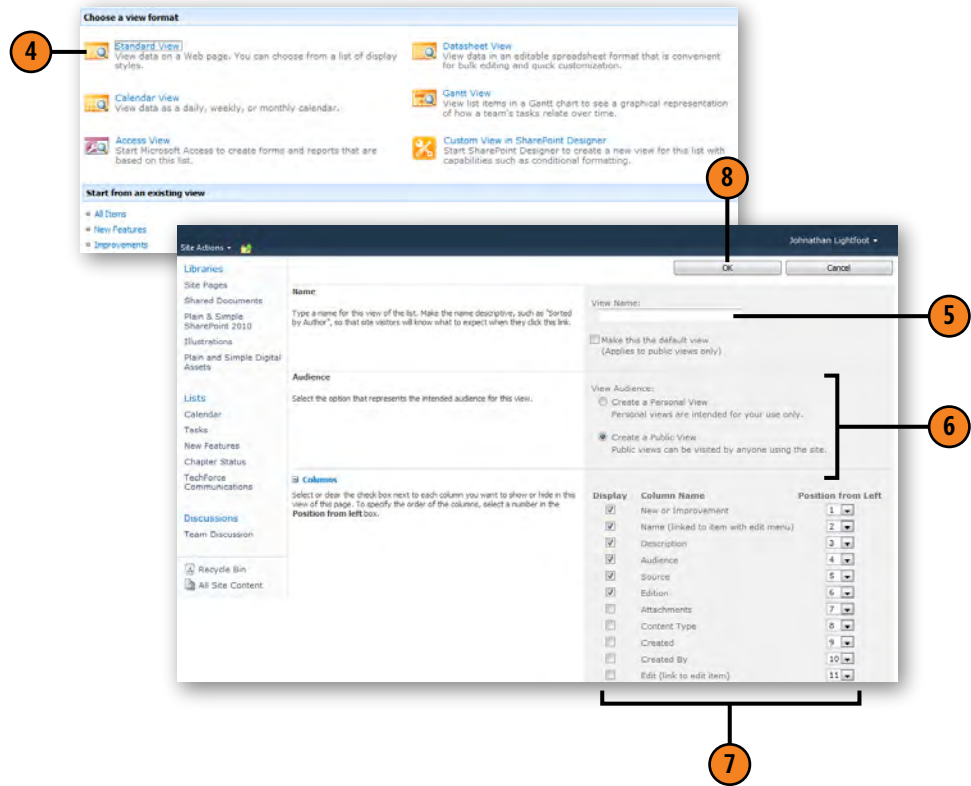 Choose a view format
4
Standard View
View data on a Web page. You can choose from a list of display
styles.
Datasheet View
View data in an editable spreadsheet format that is convenient
for bulk editing and quick customization.
Calendar View
View data as a daily, weekly, or monthly calendar.
Gantt View
View list items in a Gantt chart to see a graphical representation
of how a team's tasks relate over time.
Access View
Start Microsoft Access to create forms and reports that are
based on this list.
Custom View in SharePoint Designer
Start SharePoint Designer to create a new view for this list with
capabilities such as conditional formatting.
8
Start from an existing view
All Items
New Features
Improvements
Site Actions
Johnathan Lightfoot
OK
Cancel
Libraries
Site Pages
Shared Documents
Plain & Simple
SharePoint 2010
Illustrations
Plain and Simple Digital
Assets
Lists
Calendar
Tasks
New Features
Chapter Status
TechForce
Communications
Discussions
Team Discussion
Recycle Bin
All Site Content
Name
Type a name for this view of the list. Make the name descriptive, such as "Sorted
by Author", so that site visitors will know what to expect when they click this link.
View Name:
5
Make this the default view
(Applies to public views only)
Audience
Select the option that represents the intended audience for this view.
View Audience:
Create a Personal View
Personal views are intended for your use only.
6
Create a Public View
Public views can be visited by anyone using the site.
Columns
Select or clear the check box next to each column you want to show or hide in this
view of this page. To specify the order of the columns, select a number in the
Position from left box.
Display Column Name Position from Left
New or Improvement 1
Name (linked to item with edit menu) 2
Description 3
Audience 4
Source 5
Edition 6
Attachments 7
Content Type 8
Created 9
Created By 10
Edit (link to edit item) 11
7